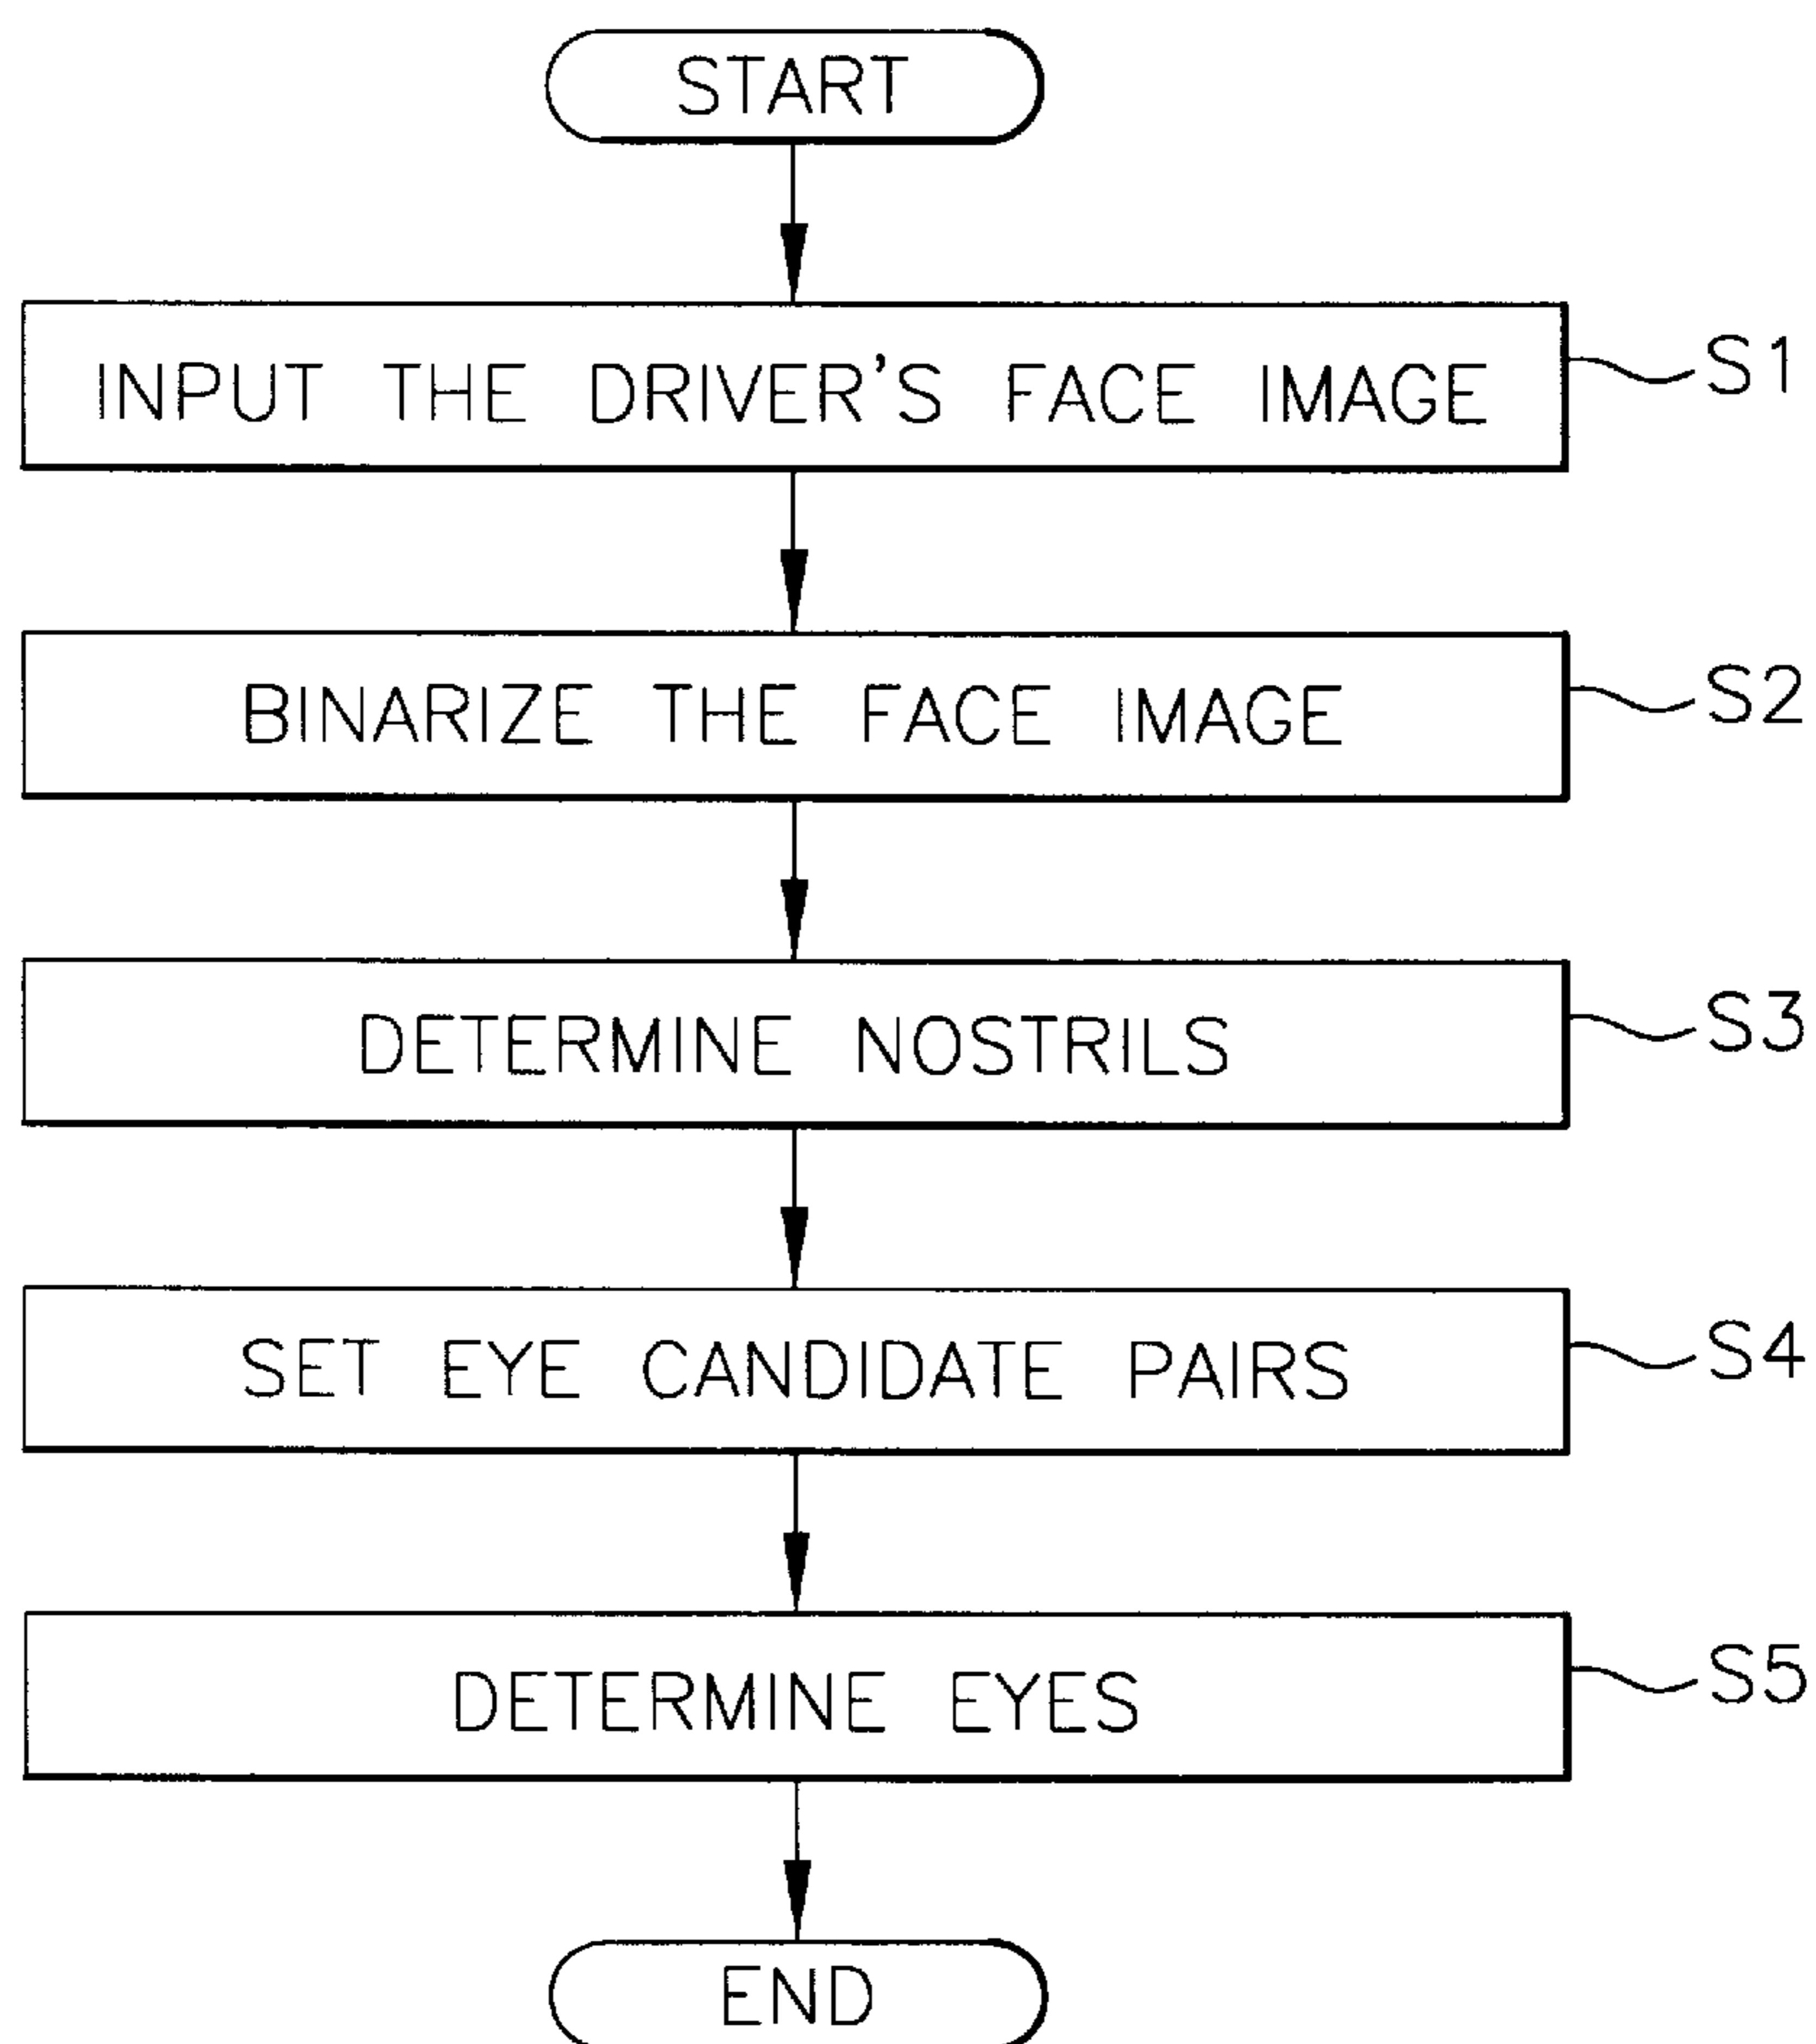 START
INPUT THE DRIVER'S FACE IMAGE S1
BINARIZE THE FACE IMAGE S2
DETERMINE NOSTRILS S3
SET EYE CANDIDATE PAIRS S4
DETERMINE EYES S5
END